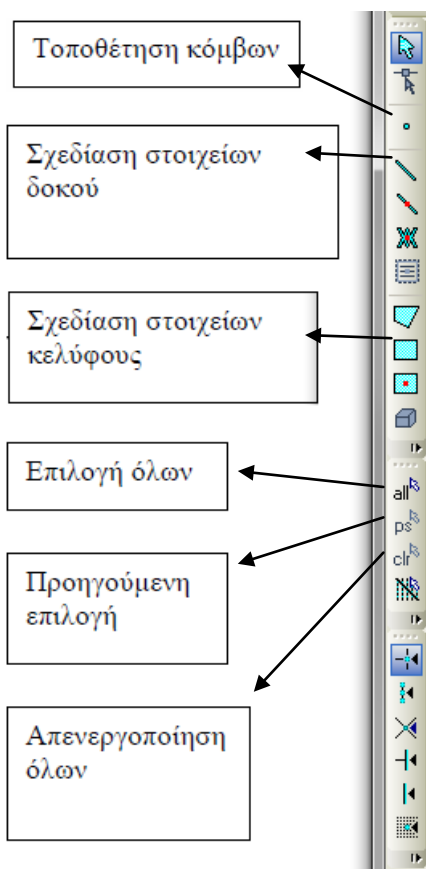 Τοποθέτηση κόμβων
Σχεδίαση στοιχείων
δοκού
Σχεδίαση στοιχείων
κελύφους
Επιλογή όλων
all
ps
Προηγούμενη
επιλογή
clr
Απενεργοποίηση
όλων